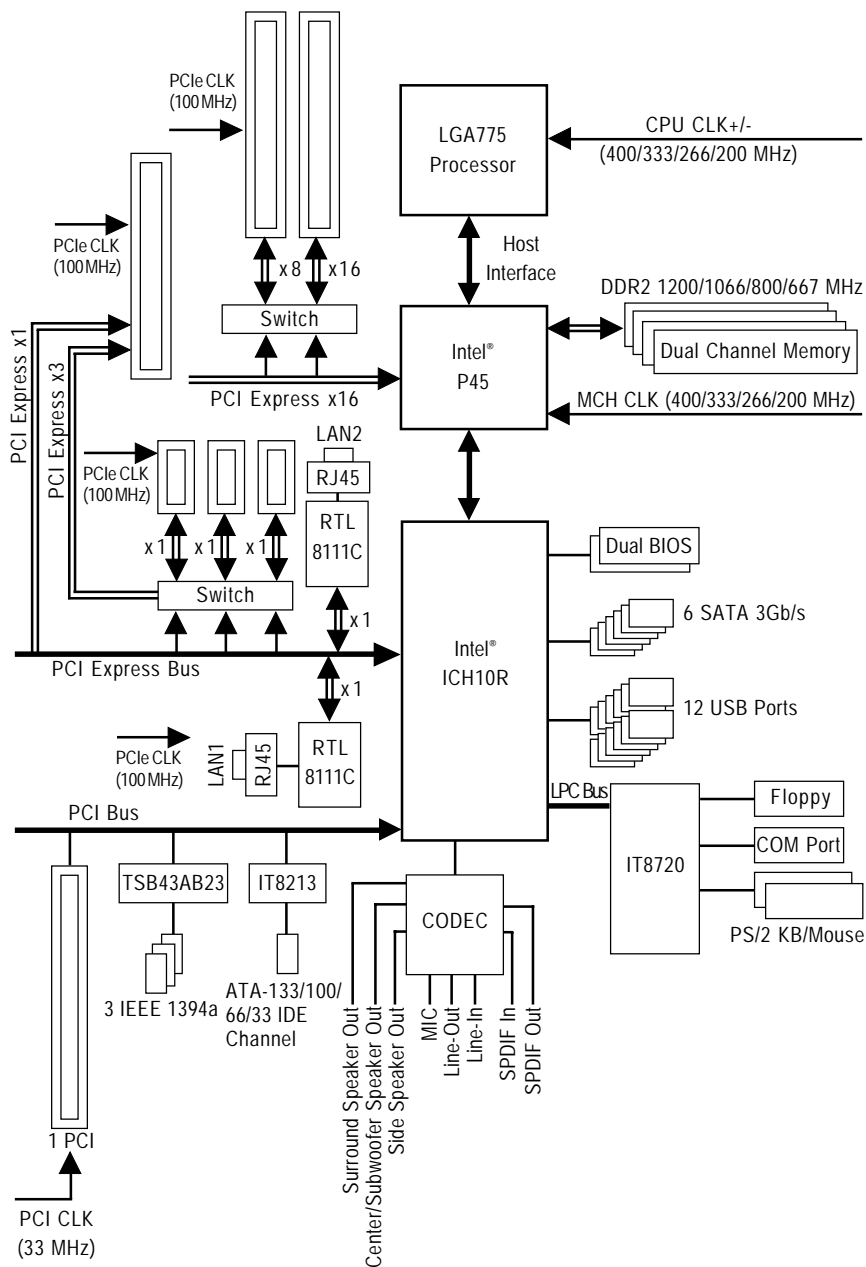 PCIe CLK
(100 MHz)
LGA775
Processor
CPU CLK+/-
(400/333/266/200 MHz)
PCIe CLK
(100 MHz)
x8
x16
Host
Interface
DDR2 1200/1066/800/667 MHz
Switch
Intel®
P45
Dual Channel Memory
PCI Express x16
MCH CLK (400/333/266/200 MHz)
PCI Express x1
PCI Express x3
PCIe CLK
(100 MHz)
LAN2
RJ45
RTL
8111C
Dual BIOS
x1
x1
x1
Switch
x1
6 SATA 3Gb/s
Intel®
ICH10R
PCI Express Bus
x1
12 USB Ports
PCIe CLK
(100 MHz)
LAN1
RJ45
RTL
8111C
LPC Bus
PCI Bus
Floppy
COM Port
IT8720
TSB43AB23
IT8213
CODEC
PS/2 KB/Mouse
3 IEEE 1394a
ATA-133/100/
66/33 IDE
Channel
Surround Speaker Out
Center/Subwoofer Speaker Out
Side Speaker Out
MIC
Line-Out
Line-In
SPDIF In
SPDIF Out
1 PCI
PCI CLK
(33 MHz)